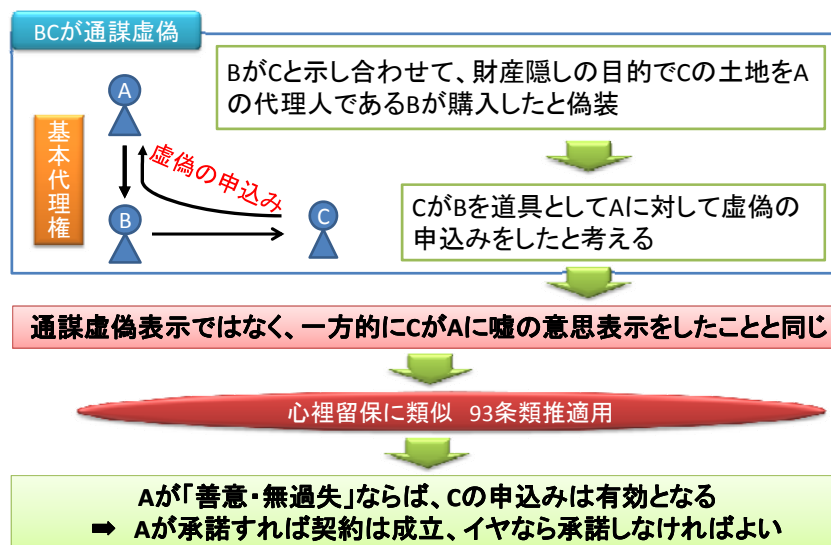 BCが通謀虚偽
BがCと示し合わせて、財産隠しの目的でCの土地をA
の代理人であるBが購入したと偽装
A
基本代理権
虚偽の申込み
B
C
CがBを道具としてAに対して虚偽の
申込みをしたと考える
通謀虚偽表示ではなく、一方的にCがAに嘘の意思表示をしたことと同じ
心裡留保に類似 93条類推適用
Aが「善意・無過失」ならば、Cの申込みは有効となる
➡ Aが承諾すれば契約は成立、イヤなら承諾しなければよい